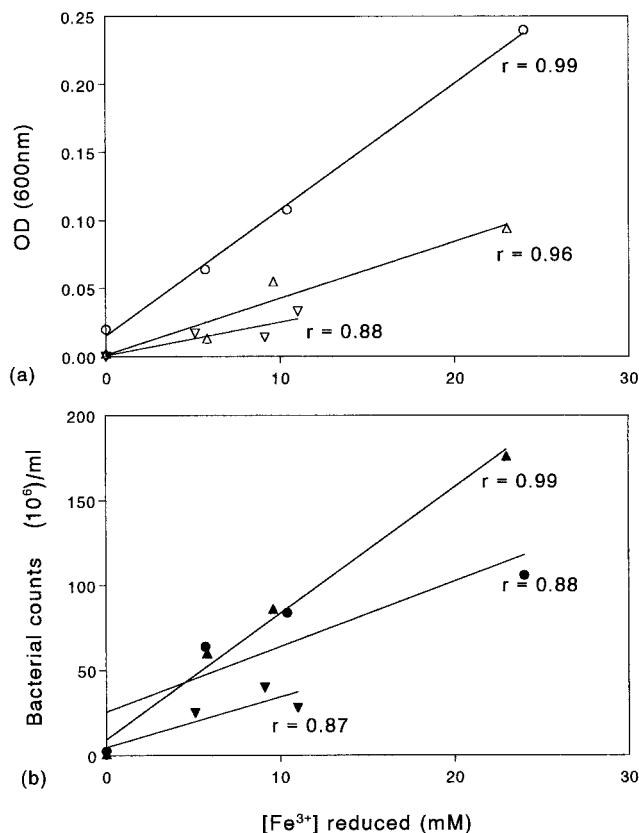 0.25
r = 0.99
0.20
0.15
OD (600nm)
0.10
r = 0.96
0.05
r = 0.88
0.00
0
10
20
30
(a)
200
r = 0.99
150
r = 0.88
100
Bacterial counts (10⁶)/ml
50
r = 0.87
0
(b)
0
10
20
30
[Fe³⁺] reduced (mM)